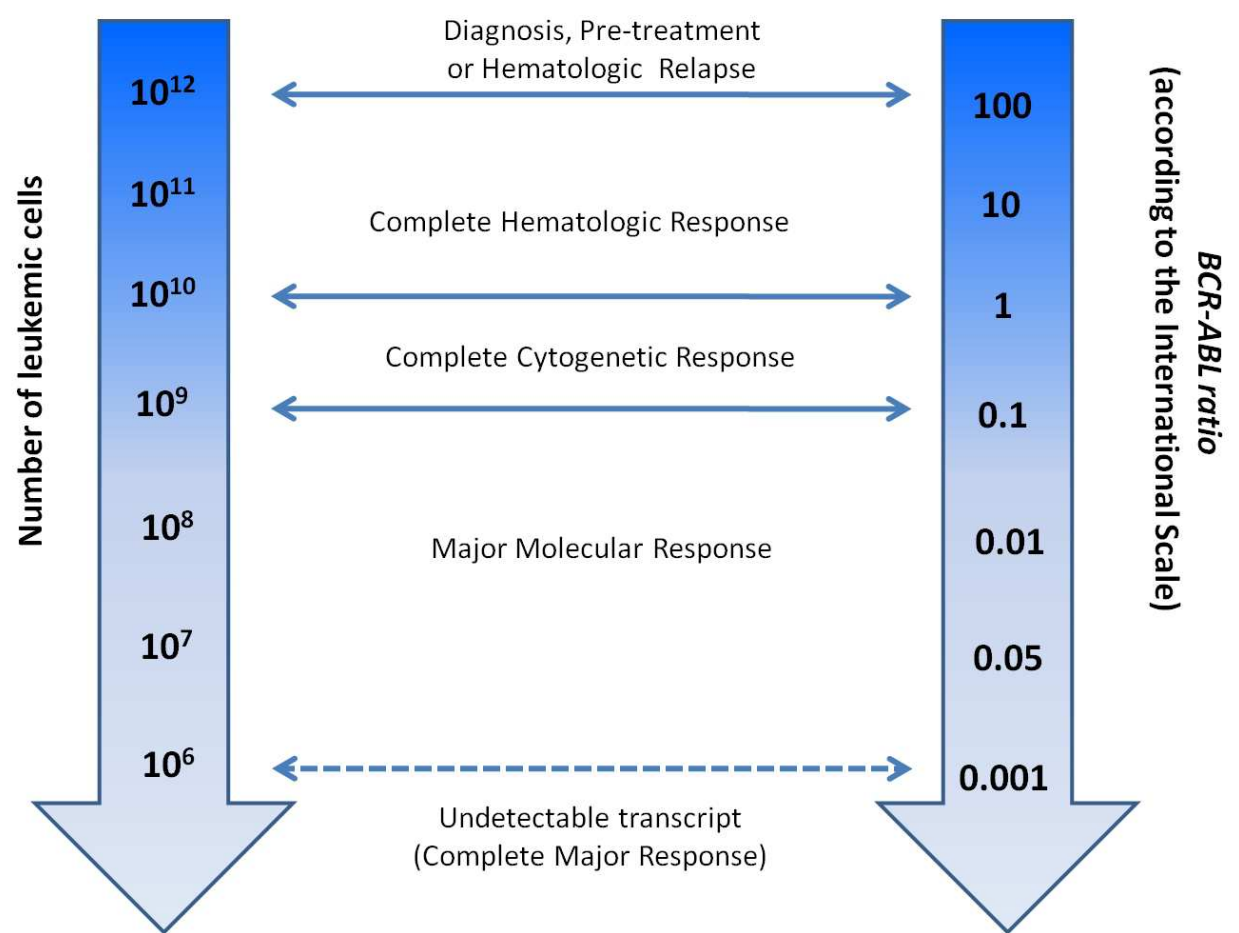 Number of leukemic cells
10¹²
10¹¹
10¹⁰
10⁹
10⁸
10⁷
10⁶
Diagnosis, Pre-treatment
or Hematologic Relapse
Complete Hematologic Response
Complete Cytogenetic Response
Major Molecular Response
Undetectable transcript
(Complete Major Response)
100
10
1
0.1
0.01
0.05
0.001
BCR-ABL ratio
(according to the International Scale)